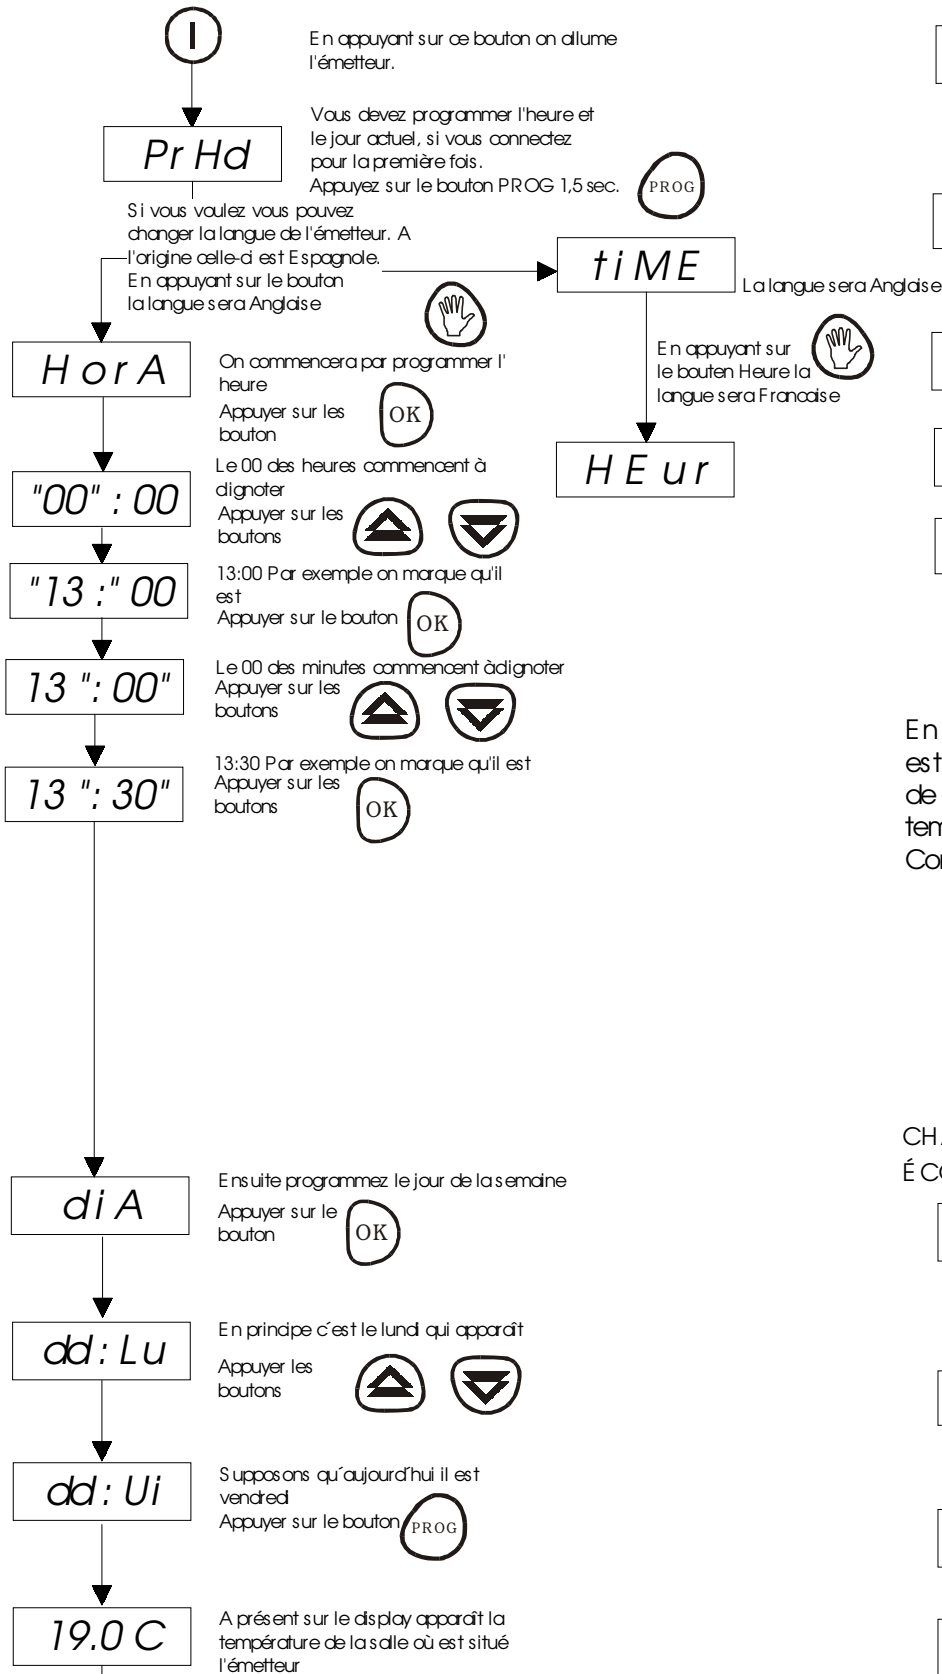 En appuyant sur ce bouton on allume
l'émetteur.
Vous devez programmer l'heure et
le jour actuel, si vous connectez
pour la première fois.
Appuyez sur le bouton PROG 1,5 sec.
PROG
PrHd
Si vous voulez vous pouvez
changer la langue de l'émetteur. A
l'origine celle-ci est Espagnole.
En appuyant sur le bouton
la langue sera Anglaise
tiME
La langue sera Anglaise
En appuyant sur
le bouten Heure la
langue sera Francaise
HEur
HorA
On commencera par programmer l'
heure
Appuyer sur les
bouton
OK
"00" : 00
Le 00 des heures commencent à
clignoter
Appuyer sur les
boutons
"13 :" 00
13:00 Par exemple on marque qu'il
est
Appuyer sur le bouton
OK
13 ": 00"
Le 00 des minutes commencent àclignoter
Appuyer sur les
boutons
13 ": 30"
13:30 Par exemple on marque qu'il est
Appuyer sur les
boutons
OK
diA
Ensuite programmez le jour de la semaine
Appuyer sur le
bouton
OK
dd: Lu
En principe c´est le lundi qui apparaît
Appuyer les
boutons
dd: Ui
Supposons qu´aujourd'hui il est
vendredi
Appuyer sur le bouton
PROG
19.0 C
A présent sur le display apparaît la
température de la salle où est situé
l'émetteur
En
est
de
CH
É